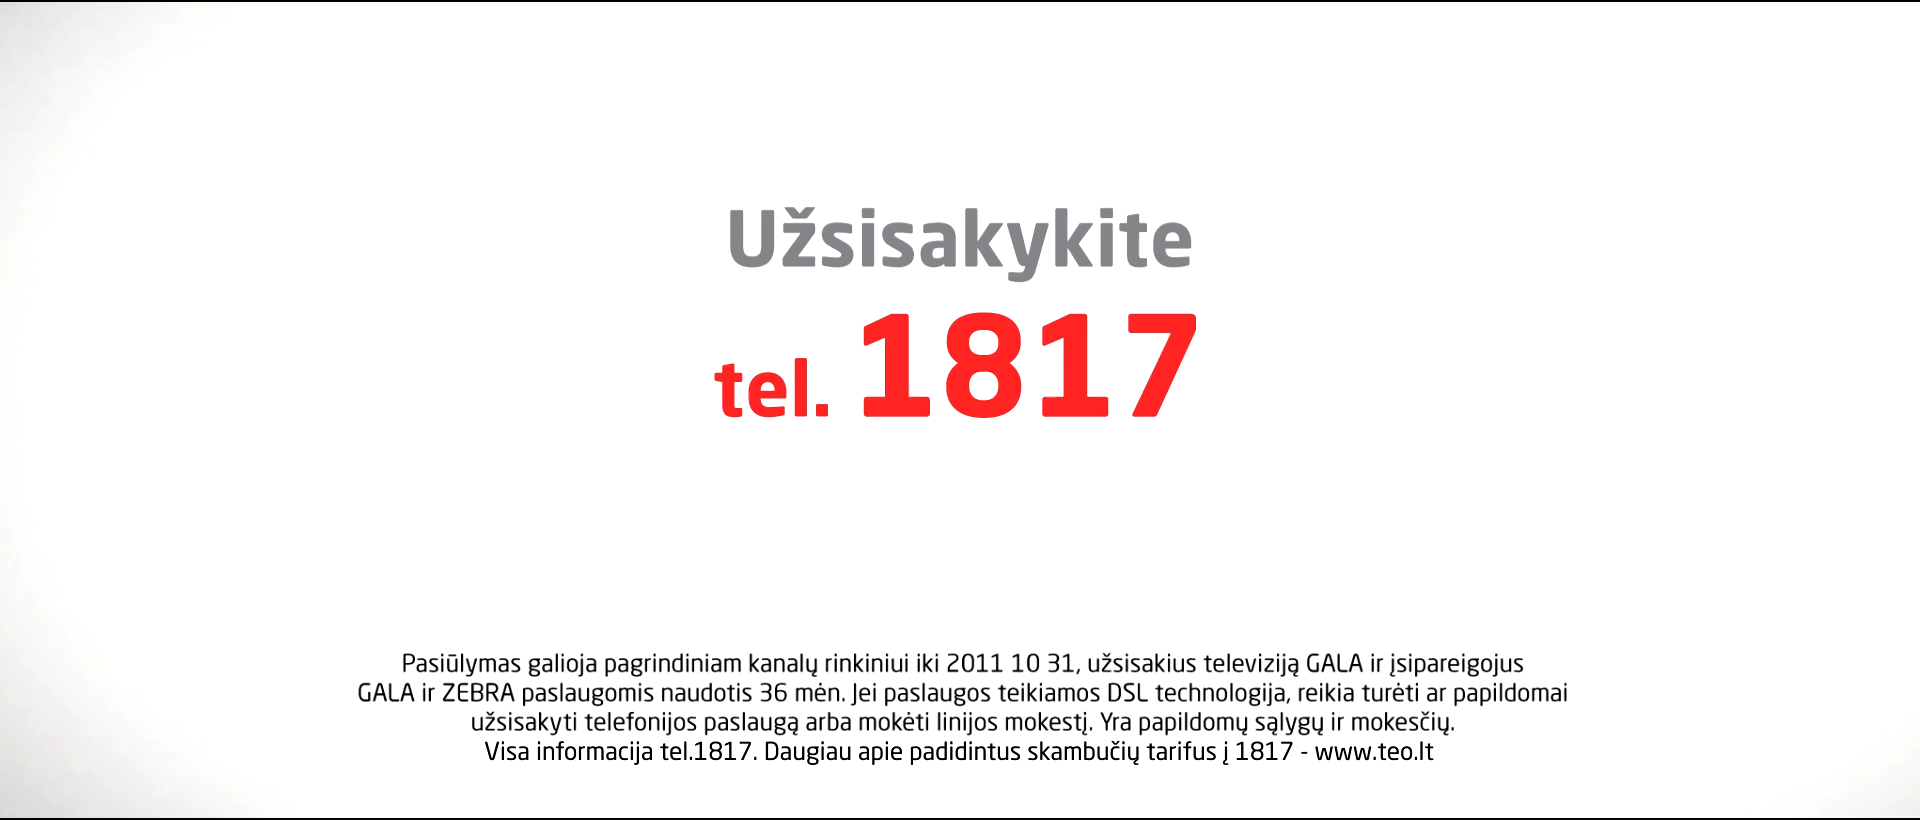 Užsisakykite
tel. 1817
Pasiūlymas galioja pagrindiniam kanalų rinkiniui iki 2011 10 31, užsisakius televiziją GALA ir įsipareigojus
GALA ir ZEBRA paslaugomis naudotis 36 mėn. Jei paslaugos teikiamos DSL technologija, reikia turėti ar papildomai
užsisakyti telefonijos paslaugą arba mokėti linijos mokestį. Yra papildomų sąlygų ir mokesčių.
Visa informacija tel.1817. Daugiau apie padidintus skambučių tarifus į 1817 - www.teo.lt